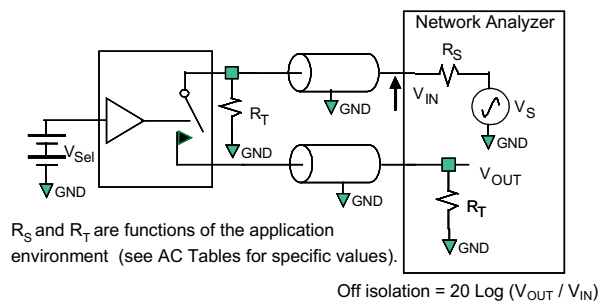 Network Analyzer
R_S
V_IN
V_S
GND
R_T
GND
GND
GND
V_Sel
GND
GND
V_OUT
R_T
GND
R_S and R_T are functions of the application
environment (see AC Tables for specific values).
Off isolation = 20 Log (V_OUT / V_IN)